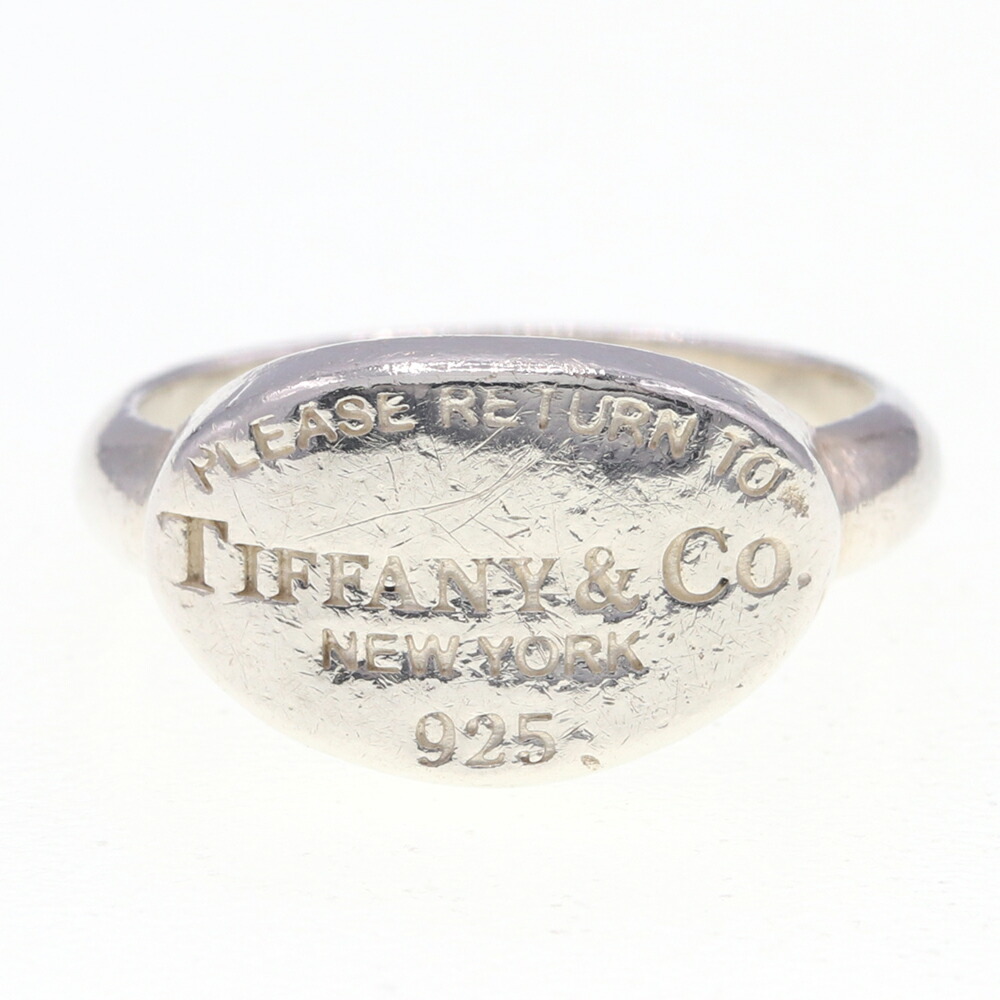 PLEASE RETURN TO
TIFFANY & CO.
NEW YORK
925